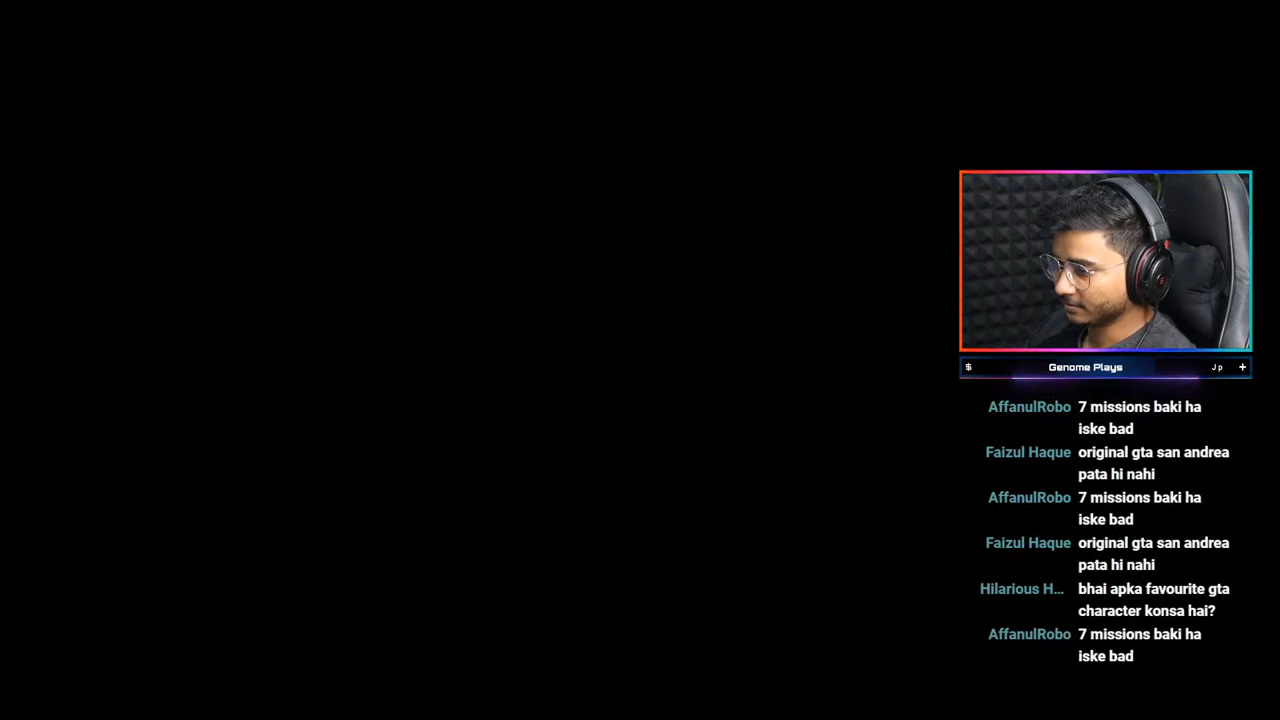 $ Genome Plays Jp +
AffanulRobo 7 missions baki ha
iske bad
Faizul Haque original gta san andrea
pata hi nahi
AffanulRobo 7 missions baki ha
iske bad
Faizul Haque original gta san andrea
pata hi nahi
Hilarious H... bhai apka favourite gta
character konsa hai?
AffanulRobo 7 missions baki ha
iske bad